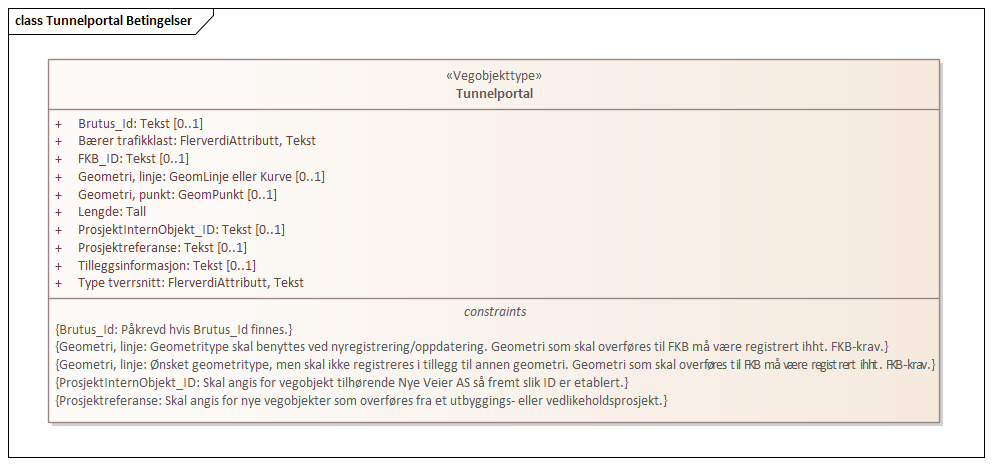 class Tunnelportal Betingelser
«Vegobjekttype»
Tunnelportal
+ Brutus_Id: Tekst [0..1]
+ Bærer trafikklast: FlerverdiAttributt, Tekst
+ FKB_ID: Tekst [0..1]
+ Geometri, linje: GeomLinje eller Kurve [0..1]
+ Geometri, punkt: GeomPunkt [0..1]
+ Lengde: Tall
+ ProsjektInternObjekt_ID: Tekst [0..1]
+ Prosjektreferanse: Tekst [0..1]
+ Tilleggsinformasjon: Tekst [0..1]
+ Type tverrsnitt: FlerverdiAttributt, Tekst
constraints
{Brutus_Id: Påkrevd hvis Brutus_Id finnes.}
{Geometri, linje: Geometritype skal benyttes ved nyregistrering/oppdatering. Geometri som skal overføres til FKB må være registrert ihht. FKB-krav.}
{Geometri, linje: Ønsket geometritype, men skal ikke registreres i tillegg til annen geometri. Geometri som skal overføres til FKB må være registrert ihht. FKB-krav.}
{ProsjektInternObjekt_ID: Skal angis for vegobjekt tilhørende Nye Veier AS så fremt slik ID er etablert.}
{Prosjektreferanse: Skal angis for nye vegobjekter som overføres fra et utbyggings- eller vedlikeholdsprosjekt.}